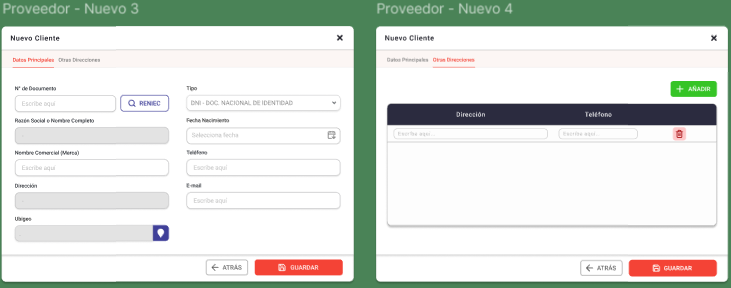 Proveedor - Nuevo 3
Nuevo Cliente
Datos Principales Otras Direcciones
N° de Documento
Escribe aquí
RENIEC
Tipo
DNI - DOC. NACIONAL DE IDENTIDAD
Razón Social o Nombre Completo
Fecha Nacimiento
Selecciona fecha
Nombre Comercial (Marca)
Escribe aquí
Teléfono
Escribe aquí
Dirección
E-mail
Escribe aquí
Ubigeo
ATRÁS
GUARDAR
Proveedor - Nuevo 4
Nuevo Cliente
Datos Principales Otras Direcciones
AÑADIR
Dirección Teléfono
Escribe aquí... Escribe aquí...
ATRÁS
GUARDAR